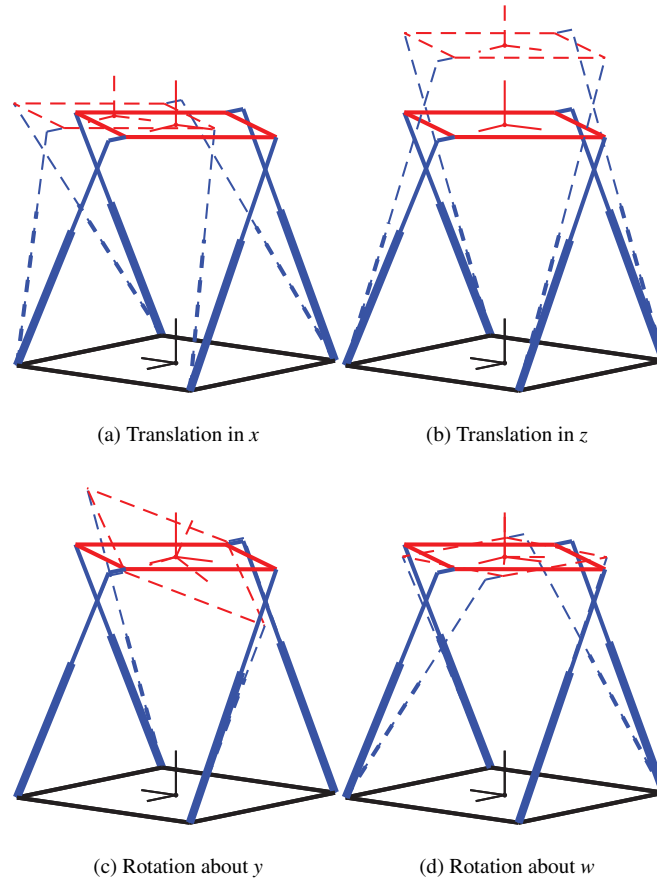 (a) Translation in x
(b) Translation in z
(c) Rotation about y
(d) Rotation about w